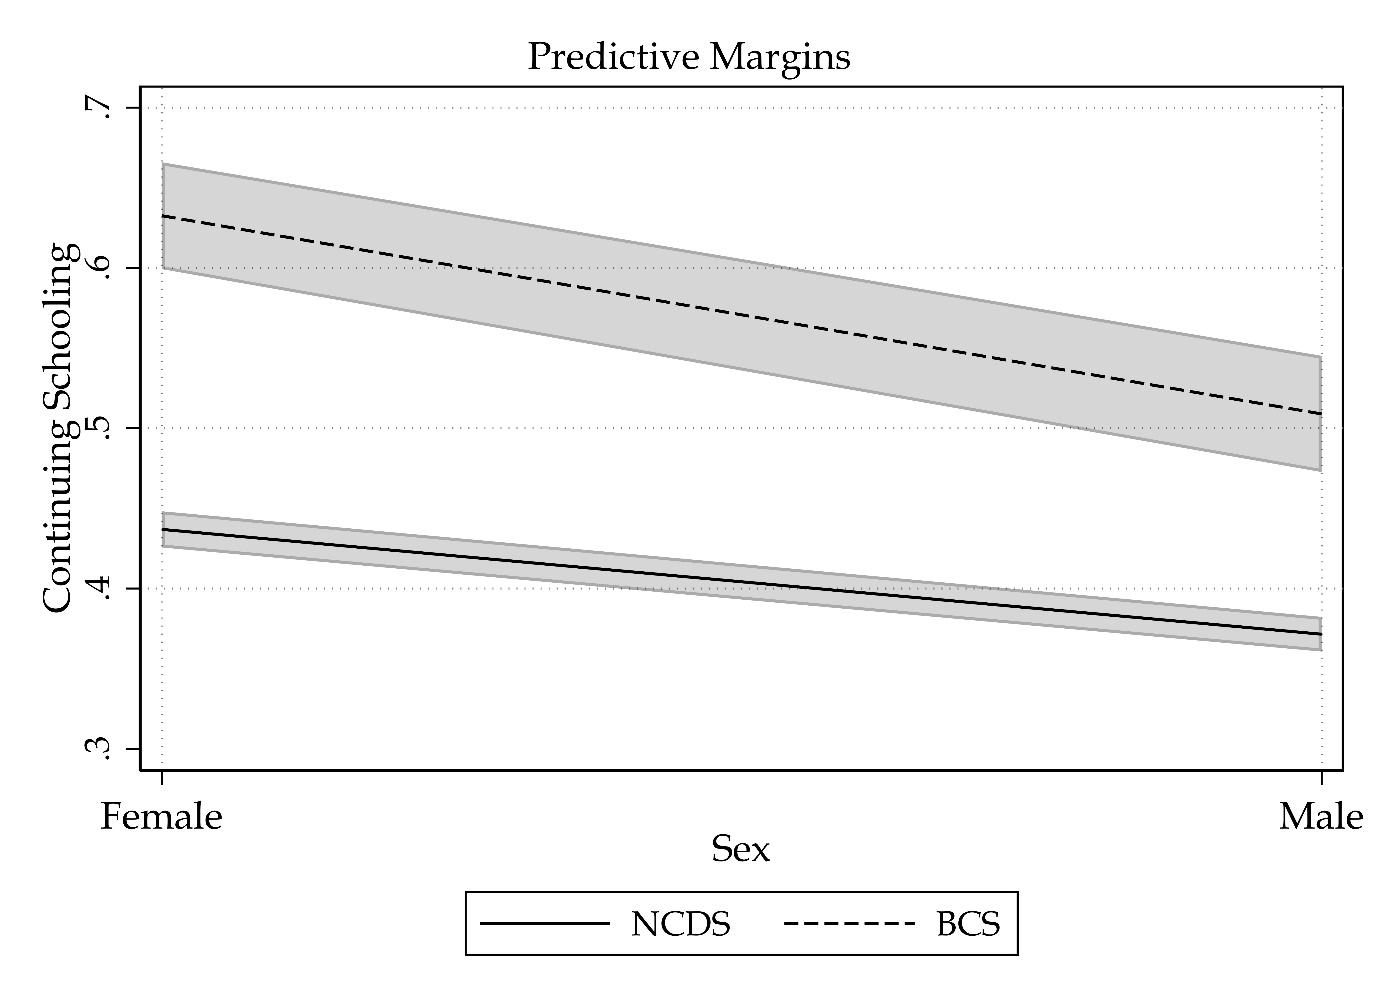 Predictive Margins
Continuing Schooling
.7
.6
.5
.4
.3
Female
Male
Sex
NCDS
BCS